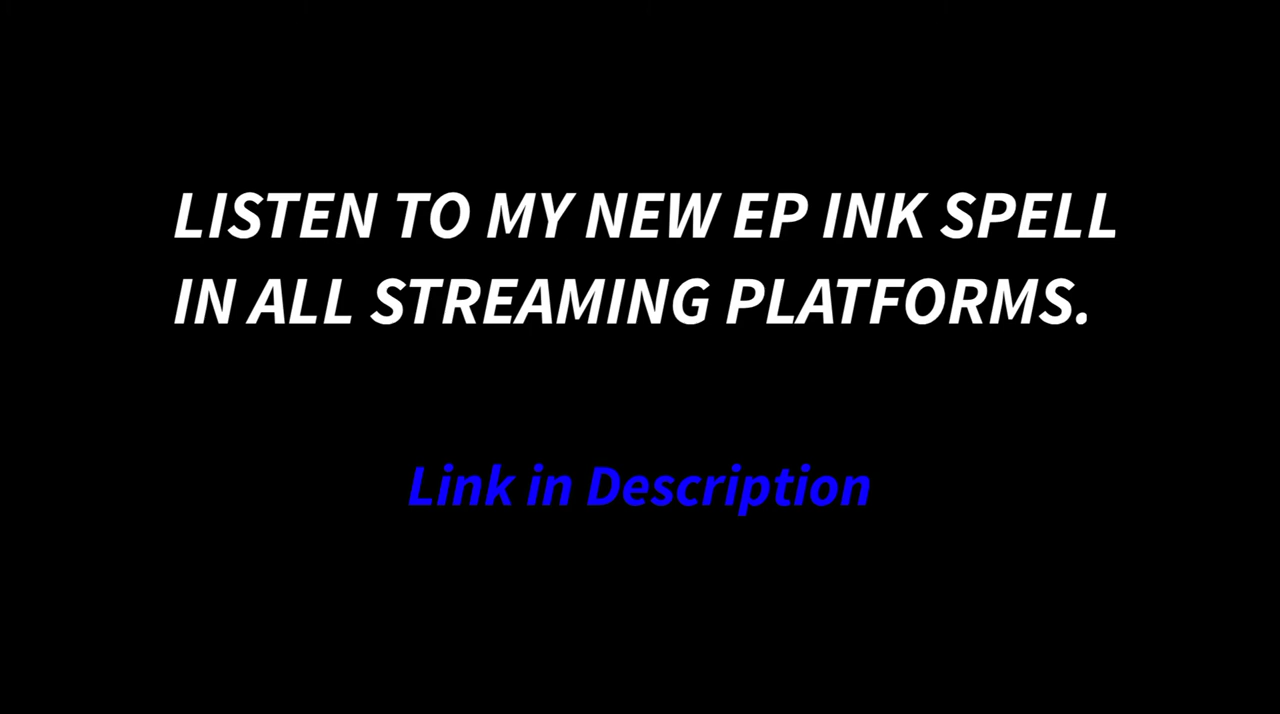 LISTEN TO MY NEW EP INK SPELL
IN ALL STREAMING PLATFORMS.
Link in Description